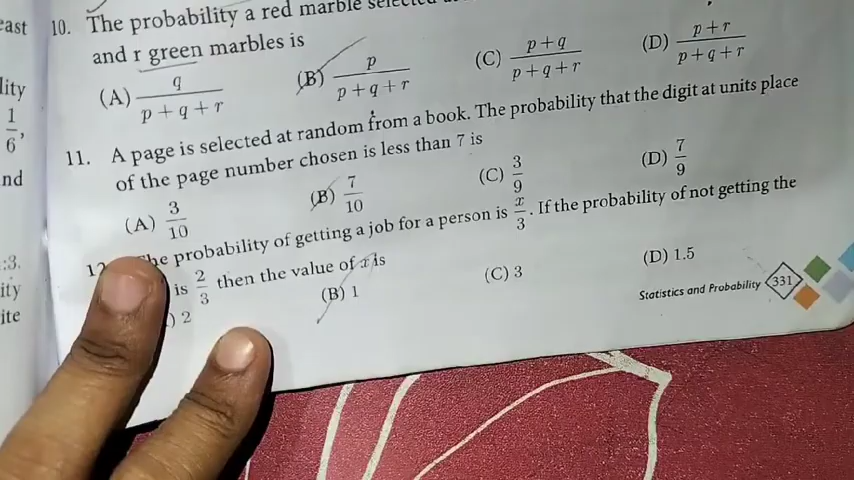 east
lity
1/6,
nd
:3.
ity
ite
10. The probability a red marble selected
and r green marbles is
(A) q/(p + q + r) (B) p/(p + q + r) (C) (p + q)/(p + q + r) (D) (p + r)/(p + q + r)
11. A page is selected at random from a book. The probability that the digit at units place
of the page number chosen is less than 7 is
(A) 3/10 (B) 7/10 (C) 3/9 (D) 7/9
The probability of getting a job for a person is x/3. If the probability of not getting the
is 2/3 then the value of x is
) 2 (B) 1 (C) 3 (D) 1.5
Statistics and Probability 331